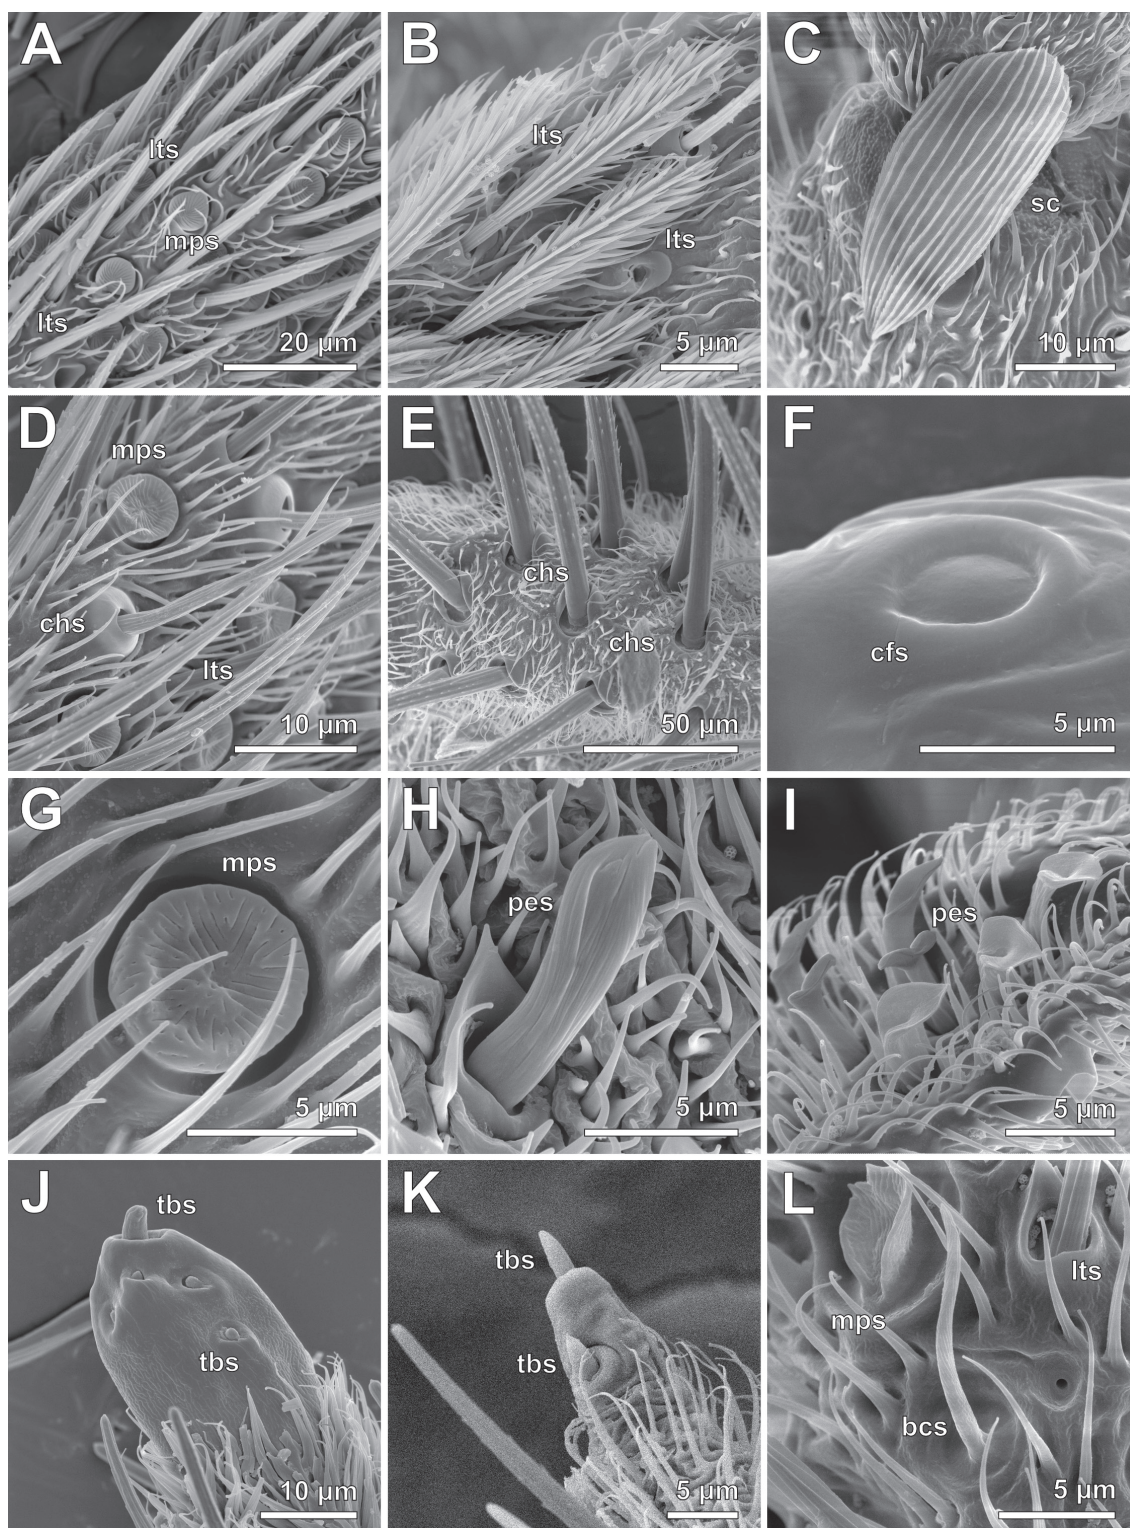 A
lts
mps
lts
20 µm
B
lts
lts
5 µm
C
sc
10 µm
D
mps
chs
lts
10 µm
E
chs
chs
50 µm
F
cfs
5 µm
G
mps
5 µm
H
pes
5 µm
I
pes
5 µm
J
tbs
tbs
10 µm
K
tbs
tbs
5 µm
L
lts
mps
bcs
5 µm